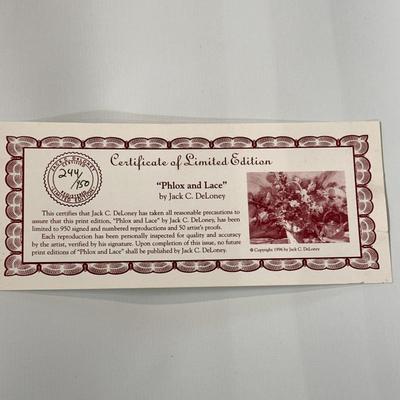 Certificate of Limited Edition
244/950
"Phlox and Lace"
by Jack C. DeLoney
This certifies that Jack C. DeLoney has taken all reasonable precautions to
assure that this print edition, "Phlox and Lace" by Jack C. DeLoney, has been
limited to 950 signed and numbered reproductions and 50 artist's proofs.
Each reproduction has been personally inspected for quality and accuracy
by the artist, verified by his signature. Upon completion of this issue, no future
print editions of "Phlox and Lace" shall be published by Jack C. DeLoney.
© Copyright 1996 by Jack C. DeLoney